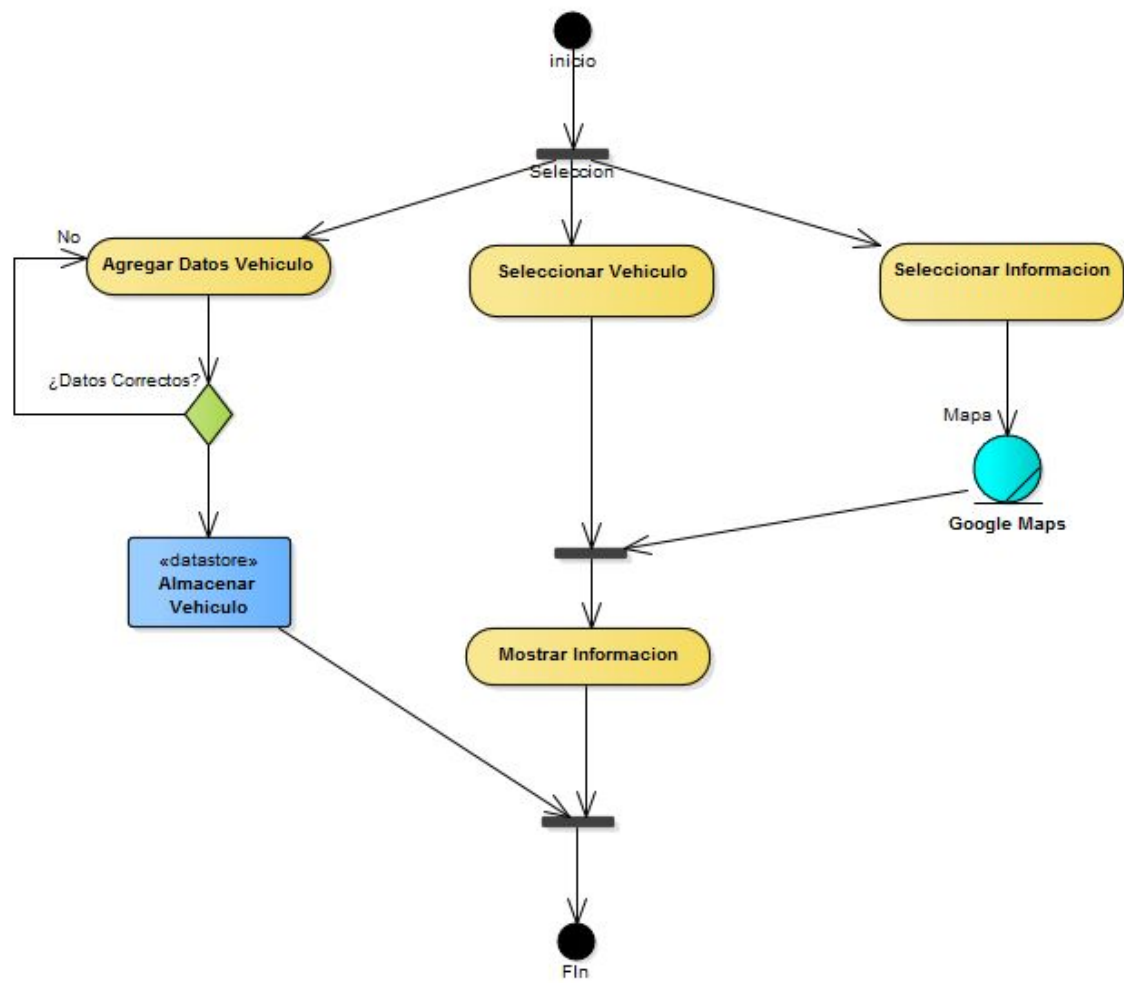 inicio
Seleccion
No
Agregar Datos Vehiculo
Seleccionar Vehiculo
Seleccionar Informacion
¿Datos Correctos?
Mapa
Google Maps
«datastore»
Almacenar
Vehiculo
Mostrar Informacion
FIn